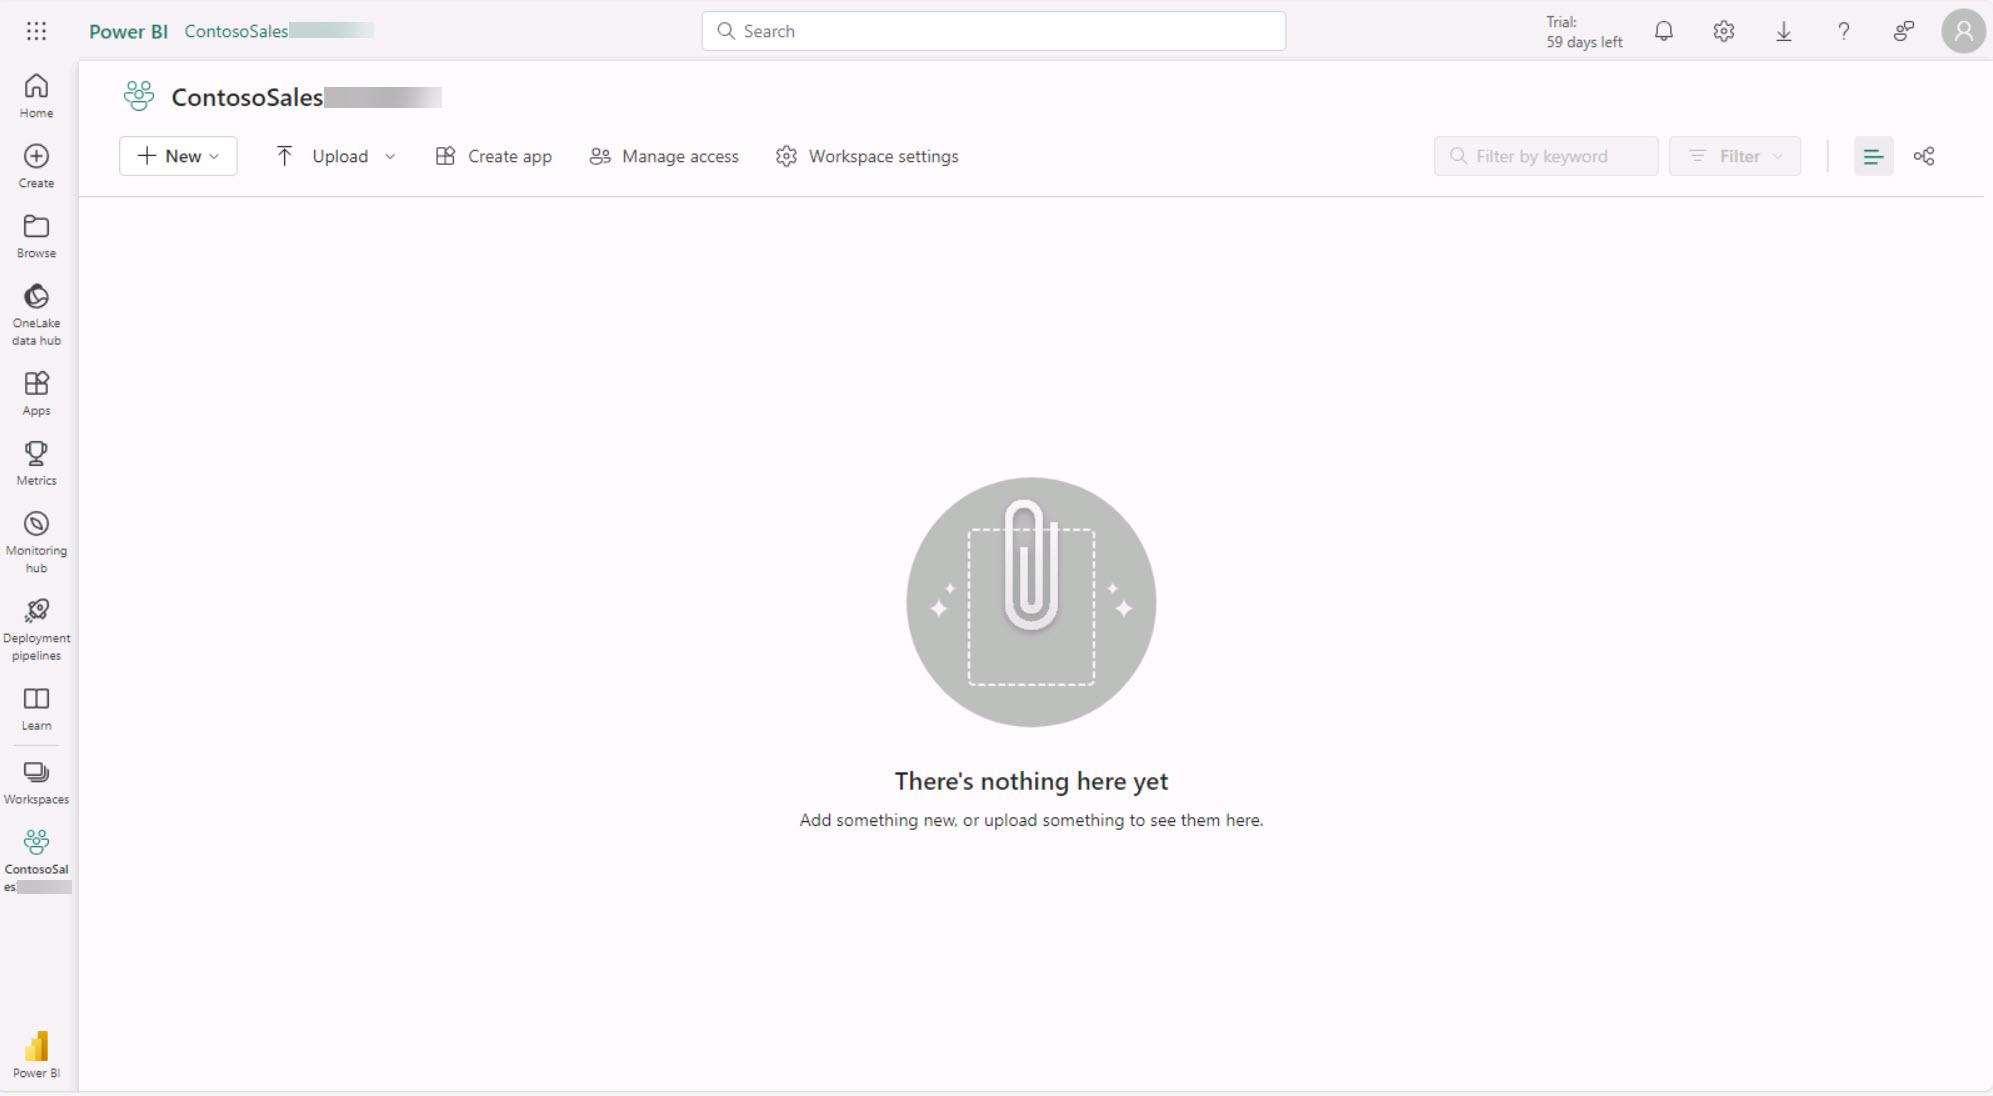 Power BI ContosoSales
Search
Trial:
59 days left
Home
Create
Browse
OneLake
data hub
Apps
Metrics
Monitoring
hub
Deployment
pipelines
Learn
Workspaces
ContosoSal
es
Power BI
ContosoSales
New
Upload
Create app
Manage access
Workspace settings
Filter by keyword
Filter
There's nothing here yet
Add something new, or upload something to see them here.